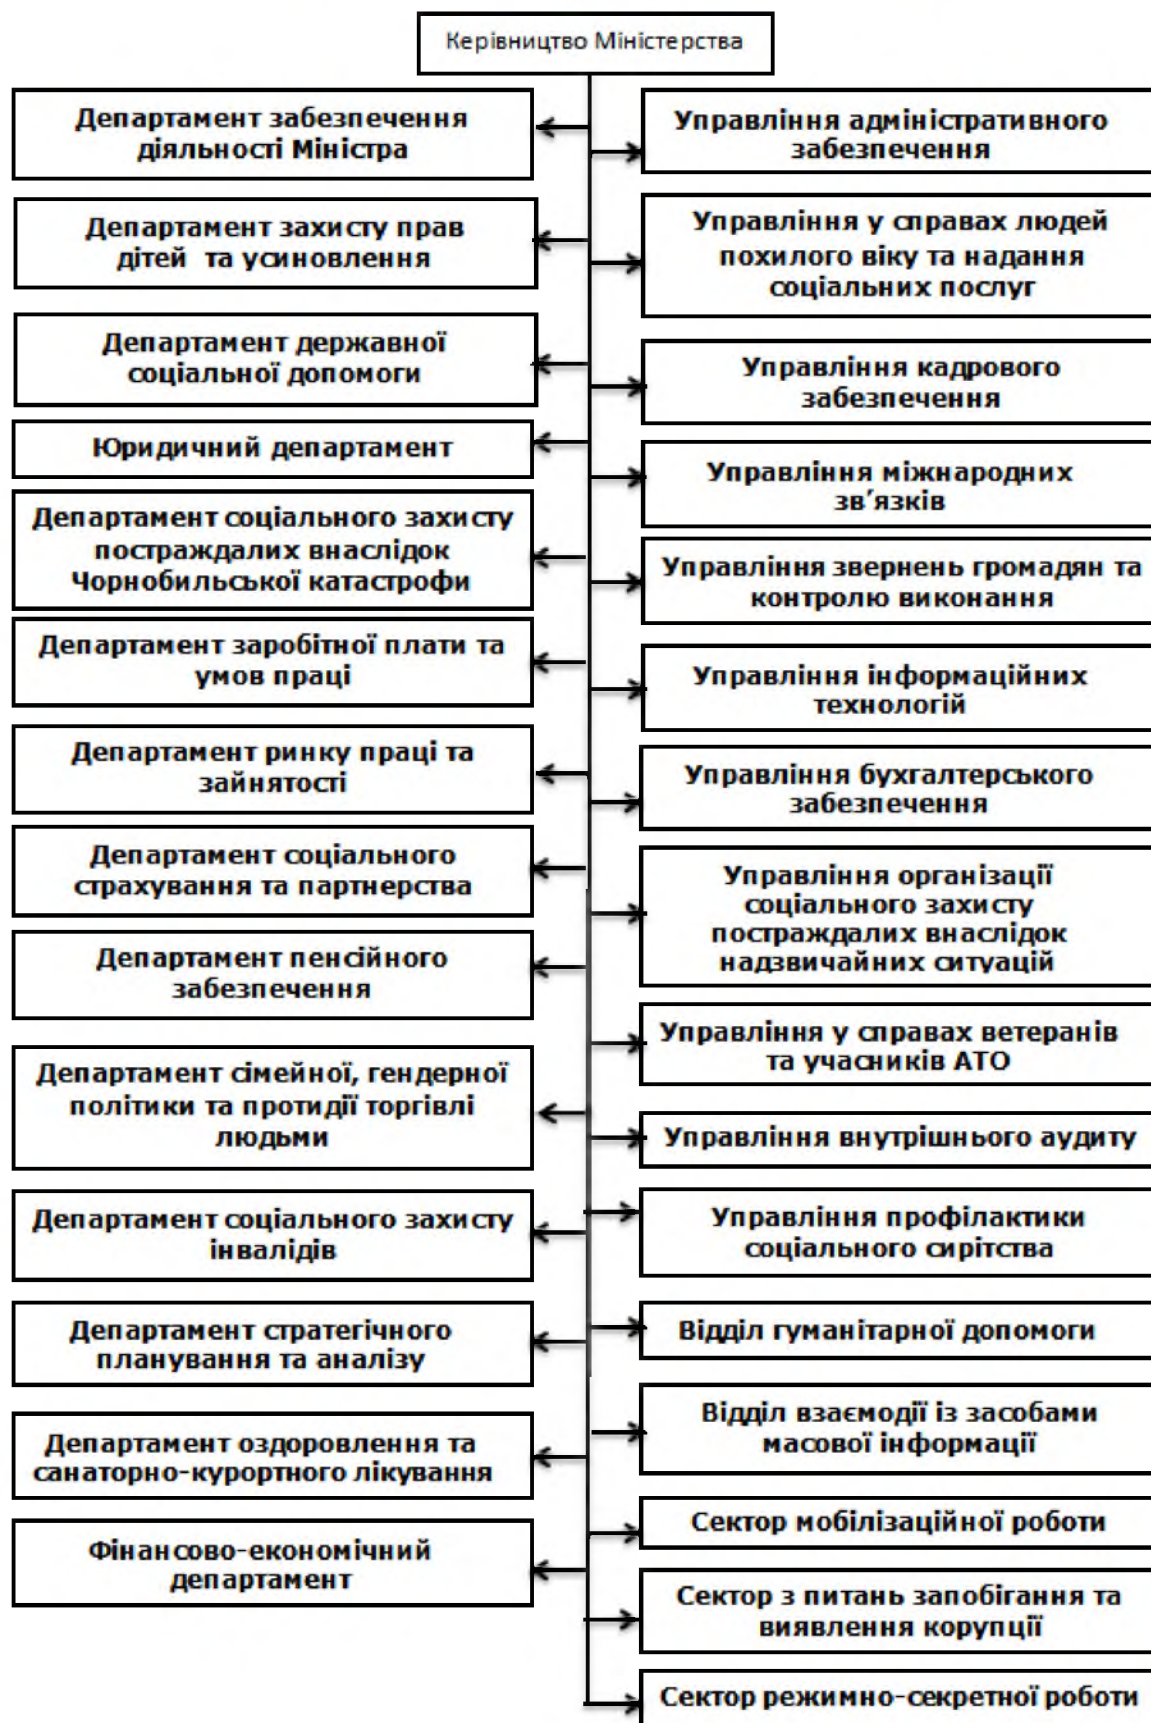 Керівництво Міністерства
Департамент забезпечення
діяльності Міністра
Департамент захисту прав
дітей та усиновлення
Департамент державної
соціальної допомоги
Юридичний департамент
Департамент соціального захисту
постраждалих внаслідок
Чорнобильської катастрофи
Департамент заробітної плати та
умов праці
Департамент ринку праці та
зайнятості
Департамент соціального
страхування та партнерства
Департамент пенсійного
забезпечення
Департамент сімейної, гендерної
політики та протидії торгівлі
людьми
Департамент соціального захисту
інвалідів
Департамент стратегічного
планування та аналізу
Департамент оздоровлення та
санаторно-курортного лікування
Фінансово-економічний
департамент
Управління адміністративного
забезпечення
Управління у справах людей
похилого віку та надання
соціальних послуг
Управління кадрового
забезпечення
Управління міжнародних
зв’язків
Управління звернень громадян та
контролю виконання
Управління інформаційних
технологій
Управління бухгалтерського
забезпечення
Управління організації
соціального захисту
постраждалих внаслідок
надзвичайних ситуацій
Управління у справах ветеранів
та учасників АТО
Управління внутрішнього аудиту
Управління профілактики
соціального сирітства
Відділ гуманітарної допомоги
Відділ взаємодії із засобами
масової інформації
Сектор мобілізаційної роботи
Сектор з питань запобігання та
виявлення корупції
Сектор режимно-секретної роботи